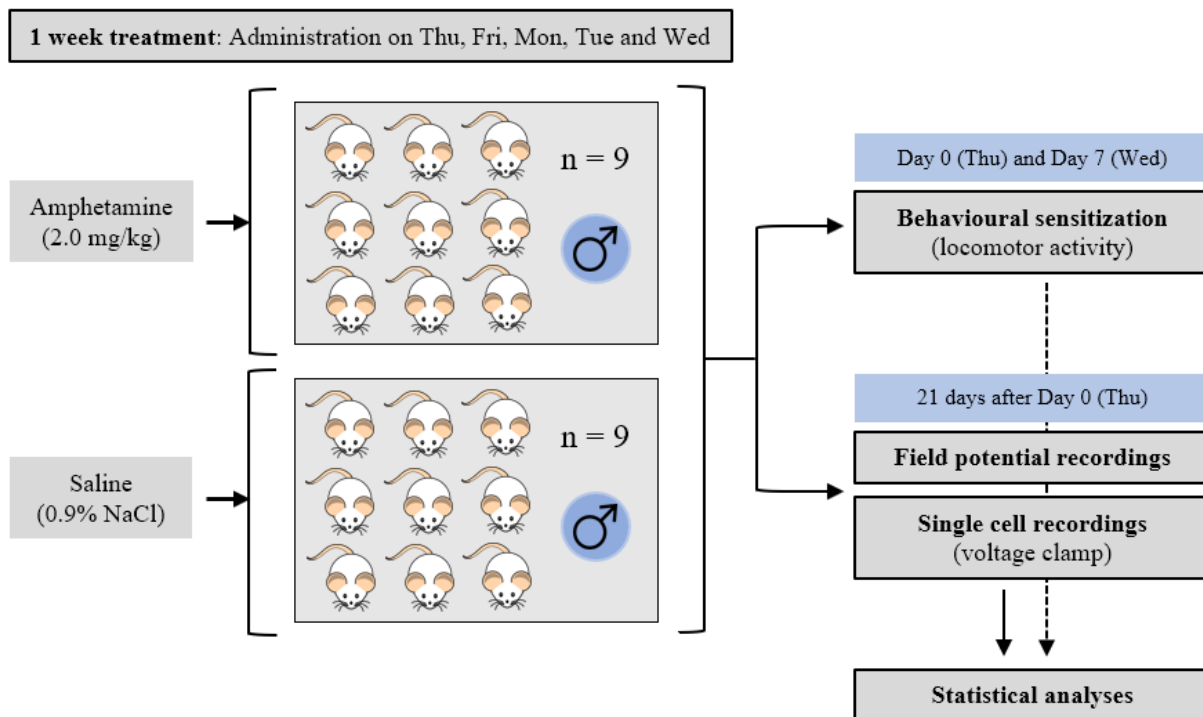 1 week treatment: Administration on Thu, Fri, Mon, Tue and Wed
Amphetamine
(2.0 mg/kg)
n = 9
Saline
(0.9% NaCl)
n = 9
Day 0 (Thu) and Day 7 (Wed)
Behavioural sensitization
(locomotor activity)
21 days after Day 0 (Thu)
Field potential recordings
Single cell recordings
(voltage clamp)
Statistical analyses